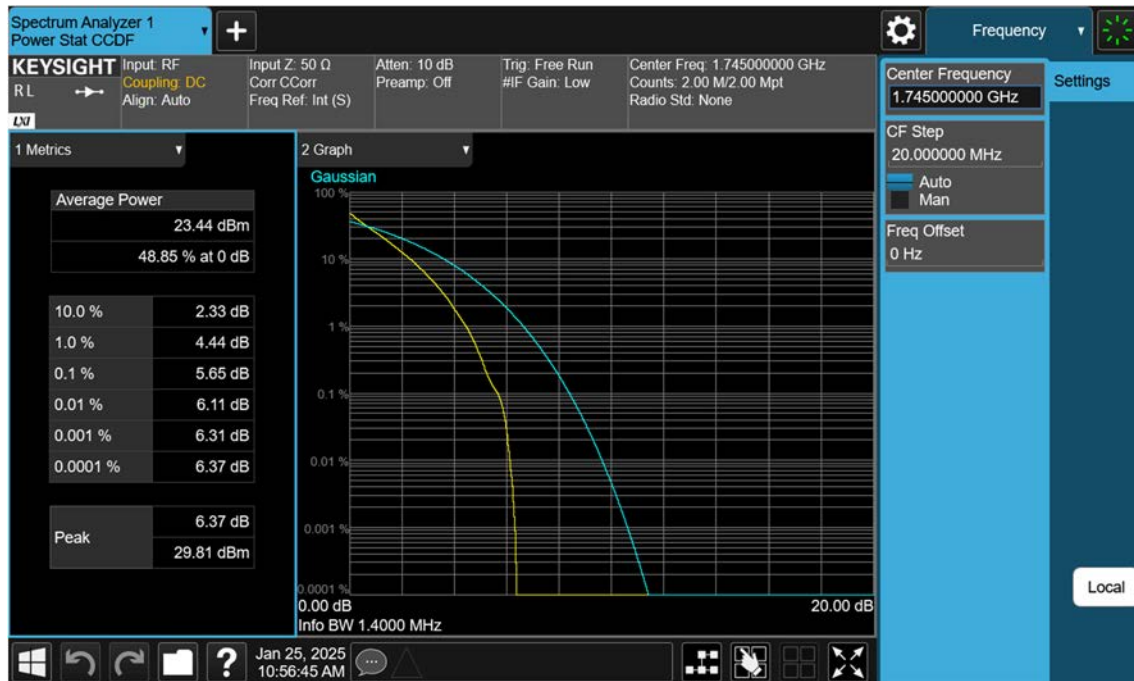 Spectrum Analyzer 1
Power Stat CCDF
Frequency
KEYSIGHT
R L
LXI
Input: RF
Coupling: DC
Align: Auto
Input Z: 50 Ω
Corr CCorr
Freq Ref: Int (S)
Atten: 10 dB
Preamp: Off
Trig: Free Run
#IF Gain: Low
Center Freq: 1.745000000 GHz
Counts: 2.00 M/2.00 Mpt
Radio Std: None
Center Frequency
1.745000000 GHz
Settings
CF Step
20.000000 MHz
Auto
Man
Freq Offset
0 Hz
1 Metrics
Average Power
23.44 dBm
48.85 % at 0 dB
10.0 % 2.33 dB
1.0 % 4.44 dB
0.1 % 5.65 dB
0.01 % 6.11 dB
0.001 % 6.31 dB
0.0001 % 6.37 dB
Peak
6.37 dB
29.81 dBm
2 Graph
Gaussian
100 %
10 %
1 %
0.1 %
0.01 %
0.001 %
0.0001 %
0.00 dB 20.00 dB
Info BW 1.4000 MHz
Local
?
Jan 25, 2025
10:56:45 AM